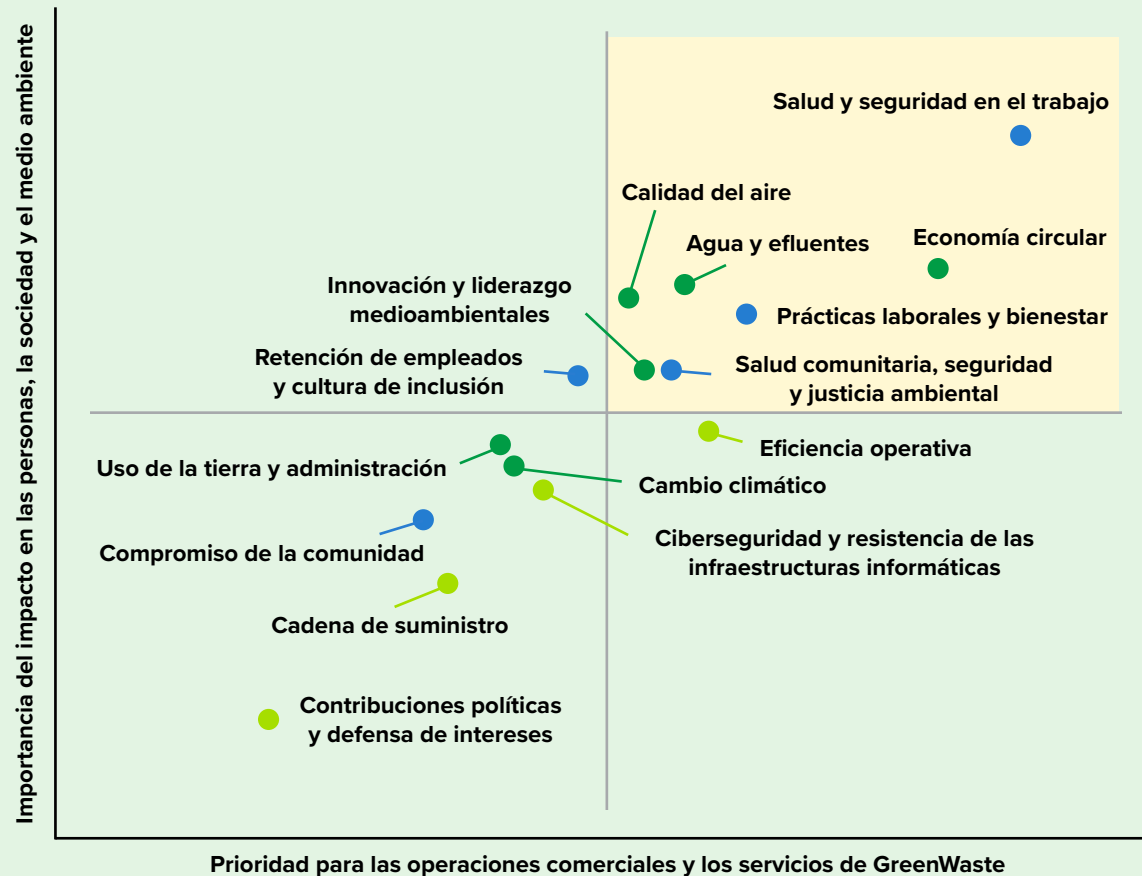 Importancia del impacto en las personas, la sociedad y el medio ambiente
Salud y seguridad en el trabajo
Calidad del aire
Agua y efluentes
Economía circular
Innovación y liderazgo
medioambientales
Prácticas laborales y bienestar
Retención de empleados
y cultura de inclusión
Salud comunitaria, seguridad
y justicia ambiental
Eficiencia operativa
Uso de la tierra y administración
Cambio climático
Compromiso de la comunidad
Ciberseguridad y resistencia de las
infraestructuras informáticas
Cadena de suministro
Contribuciones políticas
y defensa de intereses
Prioridad para las operaciones comerciales y los servicios de GreenWaste